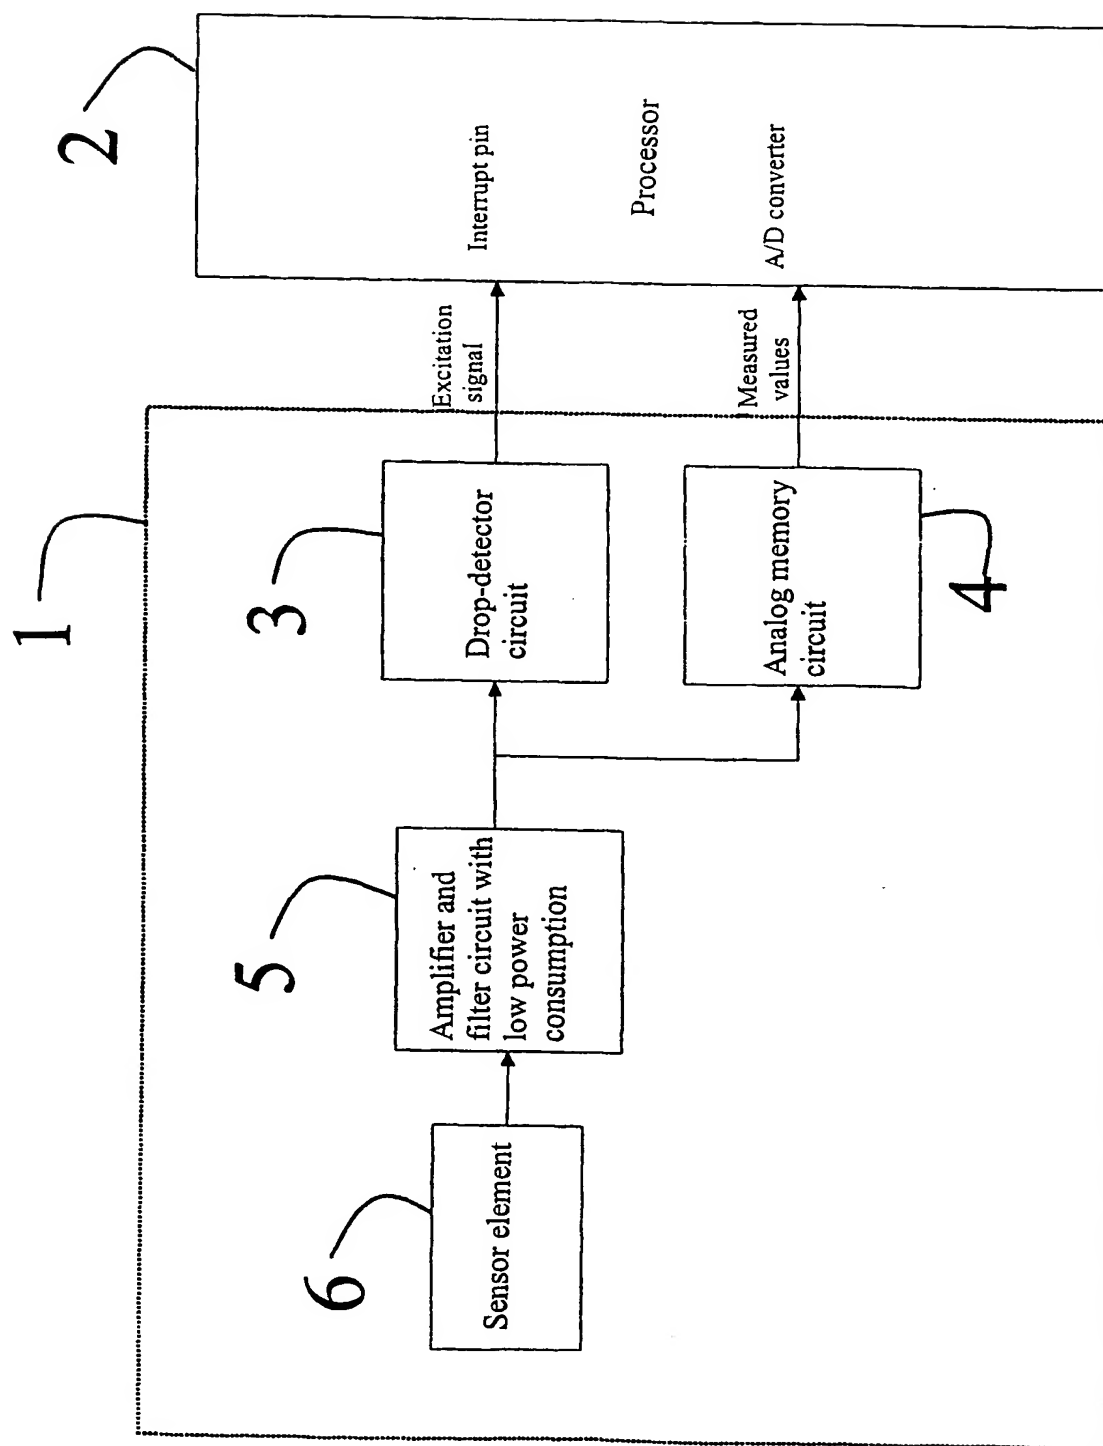 1
2
3
Drop-detector
circuit
Excitation
signal
Interrupt pin
Processor
5
Amplifier and
filter circuit with
low power
consumption
6
Sensor element
Analog memory
circuit
4
Measured
values
A/D converter